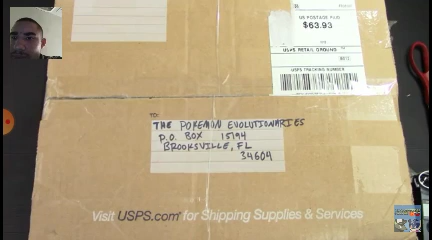 US POSTAGE PAID
$63.93
USPS RETAIL GROUND
USPS TRACKING NUMBER
TO:
THE POKEMON EVOLUTIONARIES
P.O. BOX 15194
BROOKSVILLE, FL
34604
Visit USPS.com for Shipping Supplies & Services